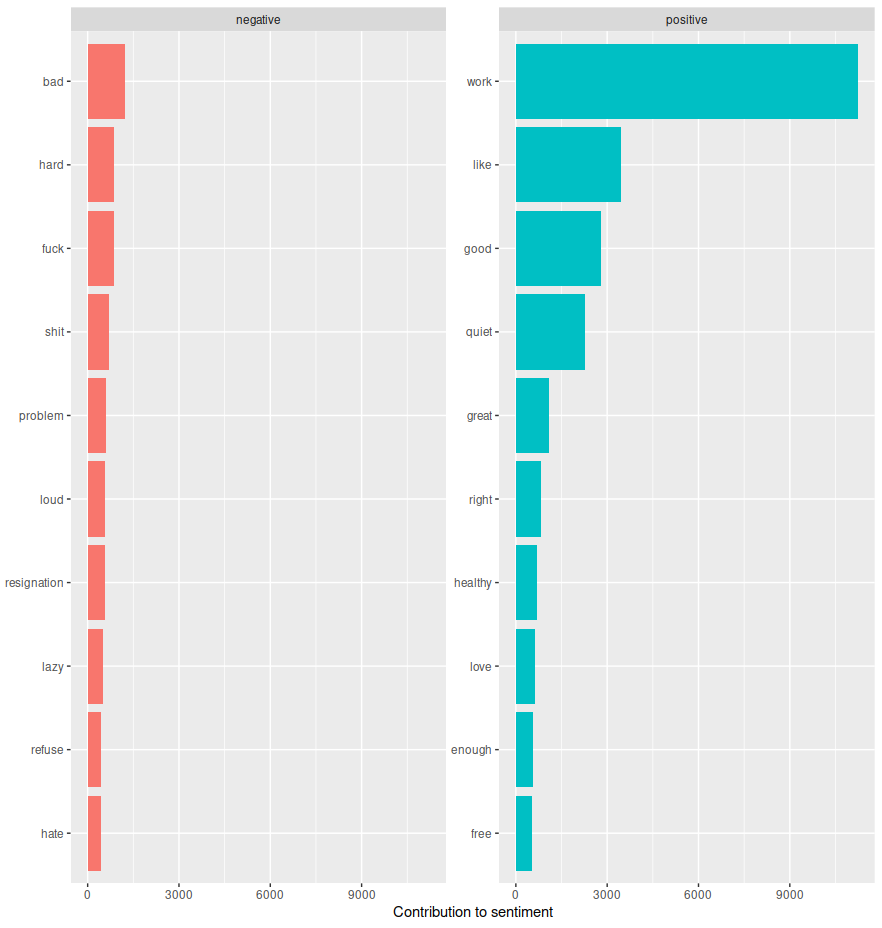 negative
bad
hard
fuck
shit
problem
loud
resignation
lazy
refuse
hate
0 3000 6000 9000
positive
work
like
good
quiet
great
right
healthy
love
enough
free
0 3000 6000 9000
Contribution to sentiment